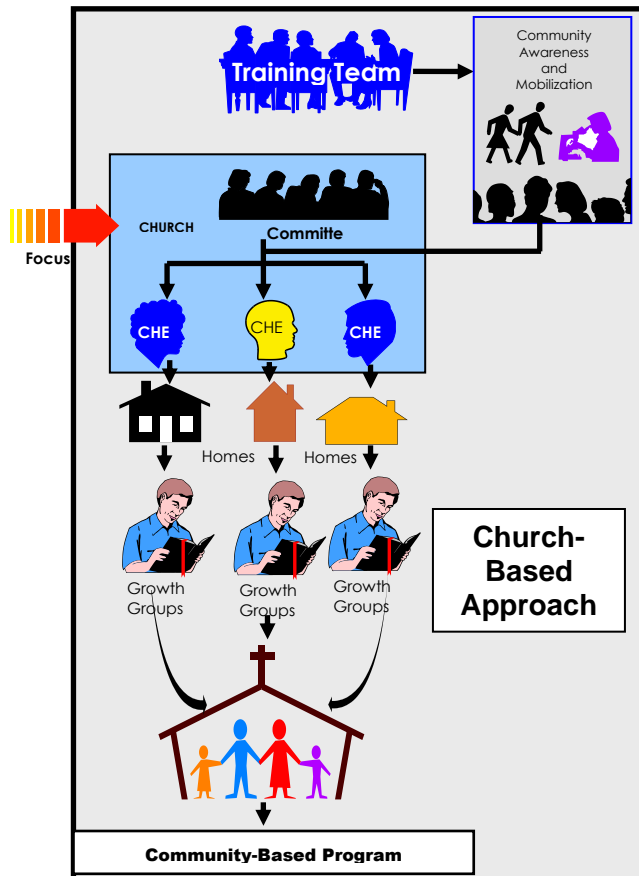 Training Team
Community
Awareness
and
Mobilization
CHURCH
Committe
Focus
CHE
CHE
CHE
Homes
Homes
Church-
Based
Approach
Growth
Groups
Growth
Groups
Growth
Groups
Community-Based Program